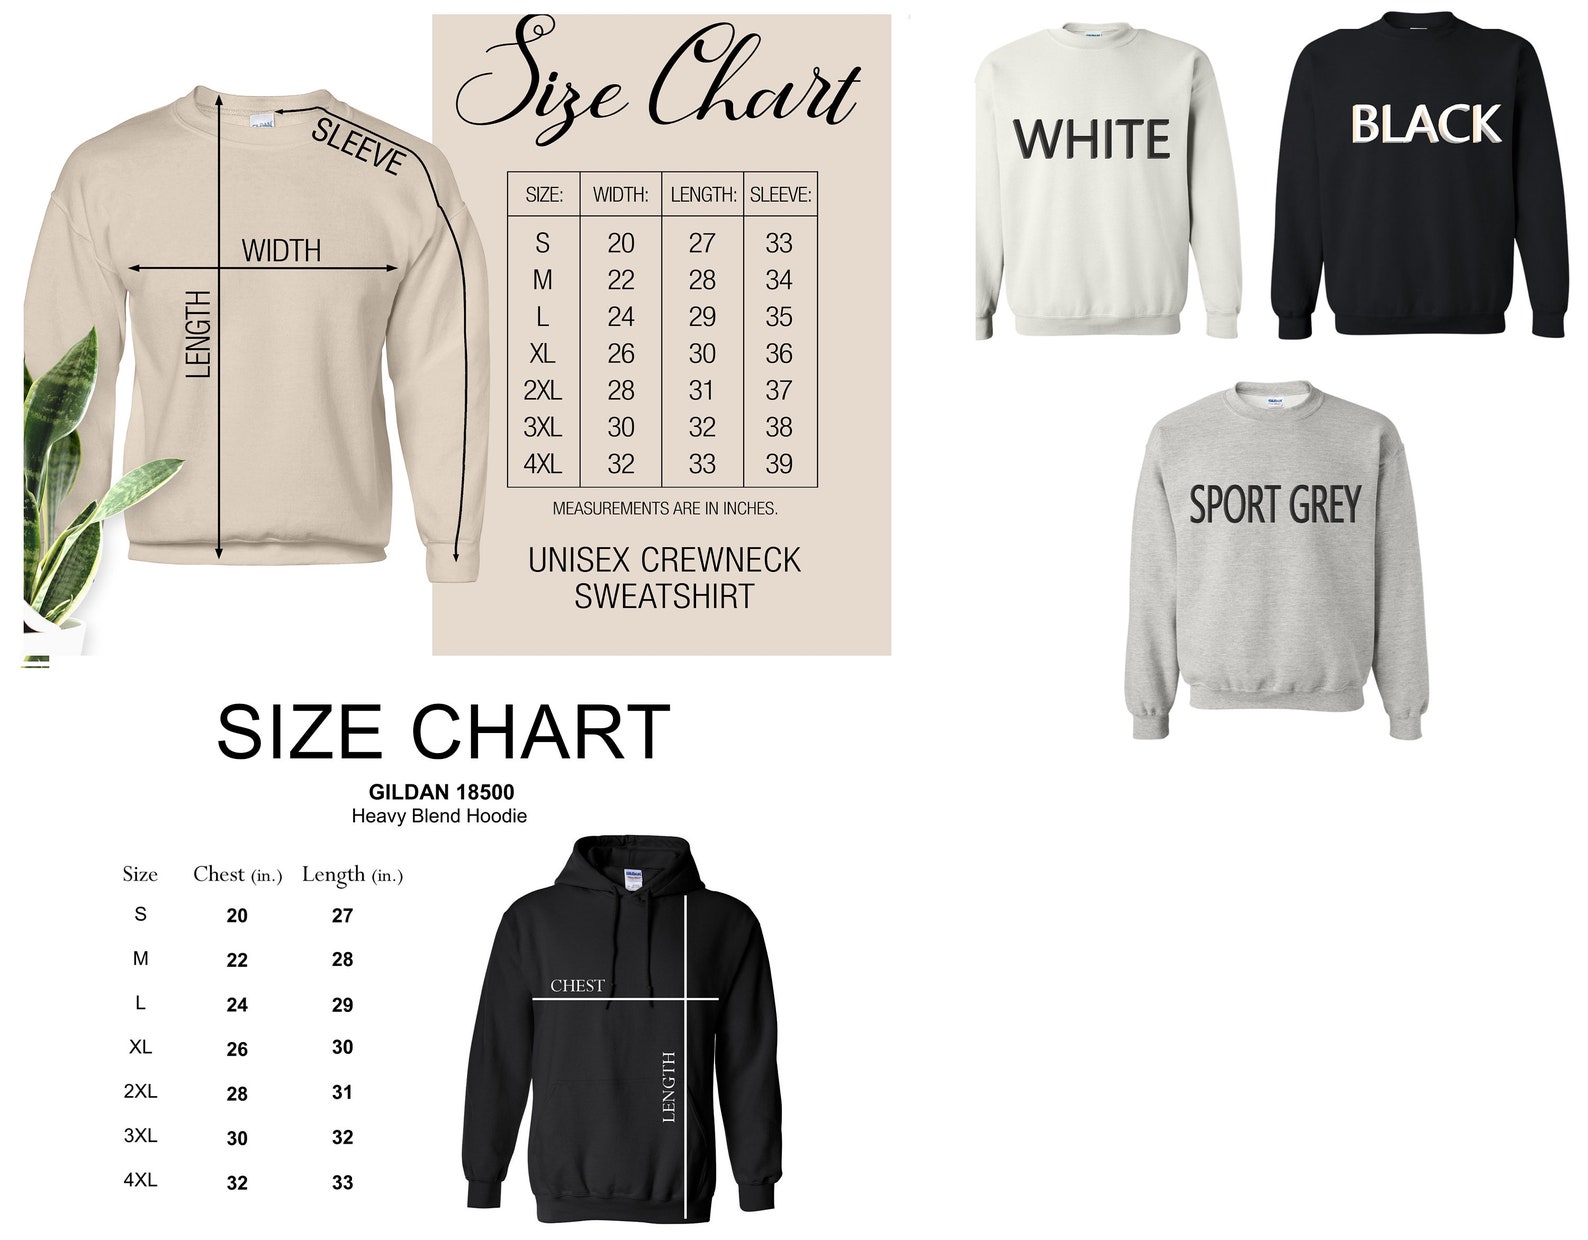 Size Chart
SLEEVE
WIDTH
LENGTH
SIZE: WIDTH: LENGTH: SLEEVE:
S 20 27 33
M 22 28 34
L 24 29 35
XL 26 30 36
2XL 28 31 37
3XL 30 32 38
4XL 32 33 39
MEASUREMENTS ARE IN INCHES.
UNISEX CREWNECK
SWEATSHIRT
WHITE
BLACK
SPORT GREY
SIZE CHART
GILDAN 18500
Heavy Blend Hoodie
Size Chest (in.) Length (in.)
S 20 27
M 22 28
L 24 29
XL 26 30
2XL 28 31
3XL 30 32
4XL 32 33
CHEST
LENGTH